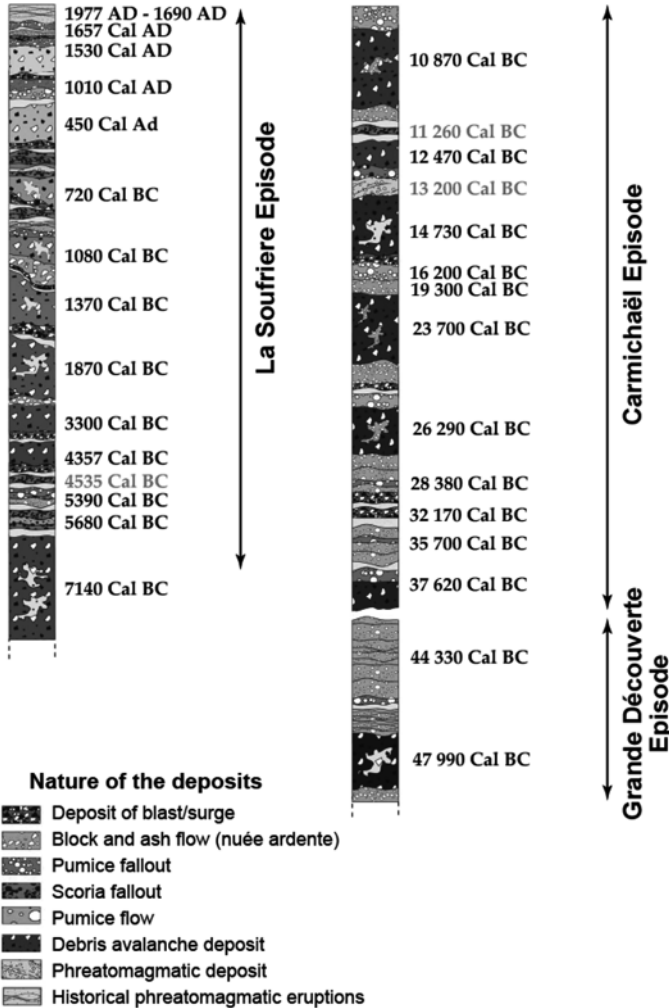 1977 AD - 1690 AD
1657 Cal AD
1530 Cal AD
1010 Cal AD
450 Cal Ad
720 Cal BC
1080 Cal BC
1370 Cal BC
1870 Cal BC
3300 Cal BC
4357 Cal BC
4535 Cal BC
5390 Cal BC
5680 Cal BC
7140 Cal BC
La Soufriere Episode
10 870 Cal BC
11 260 Cal BC
12 470 Cal BC
13 200 Cal BC
14 730 Cal BC
16 200 Cal BC
19 300 Cal BC
23 700 Cal BC
26 290 Cal BC
28 380 Cal BC
32 170 Cal BC
35 700 Cal BC
37 620 Cal BC
Carmichaël Episode
44 330 Cal BC
47 990 Cal BC
Grande Découverte
Episode
Nature of the deposits
Deposit of blast/surge
Block and ash flow (nuée ardente)
Pumice fallout
Scoria fallout
Pumice flow
Debris avalanche deposit
Phreatomagmatic deposit
Historical phreatomagmatic eruptions